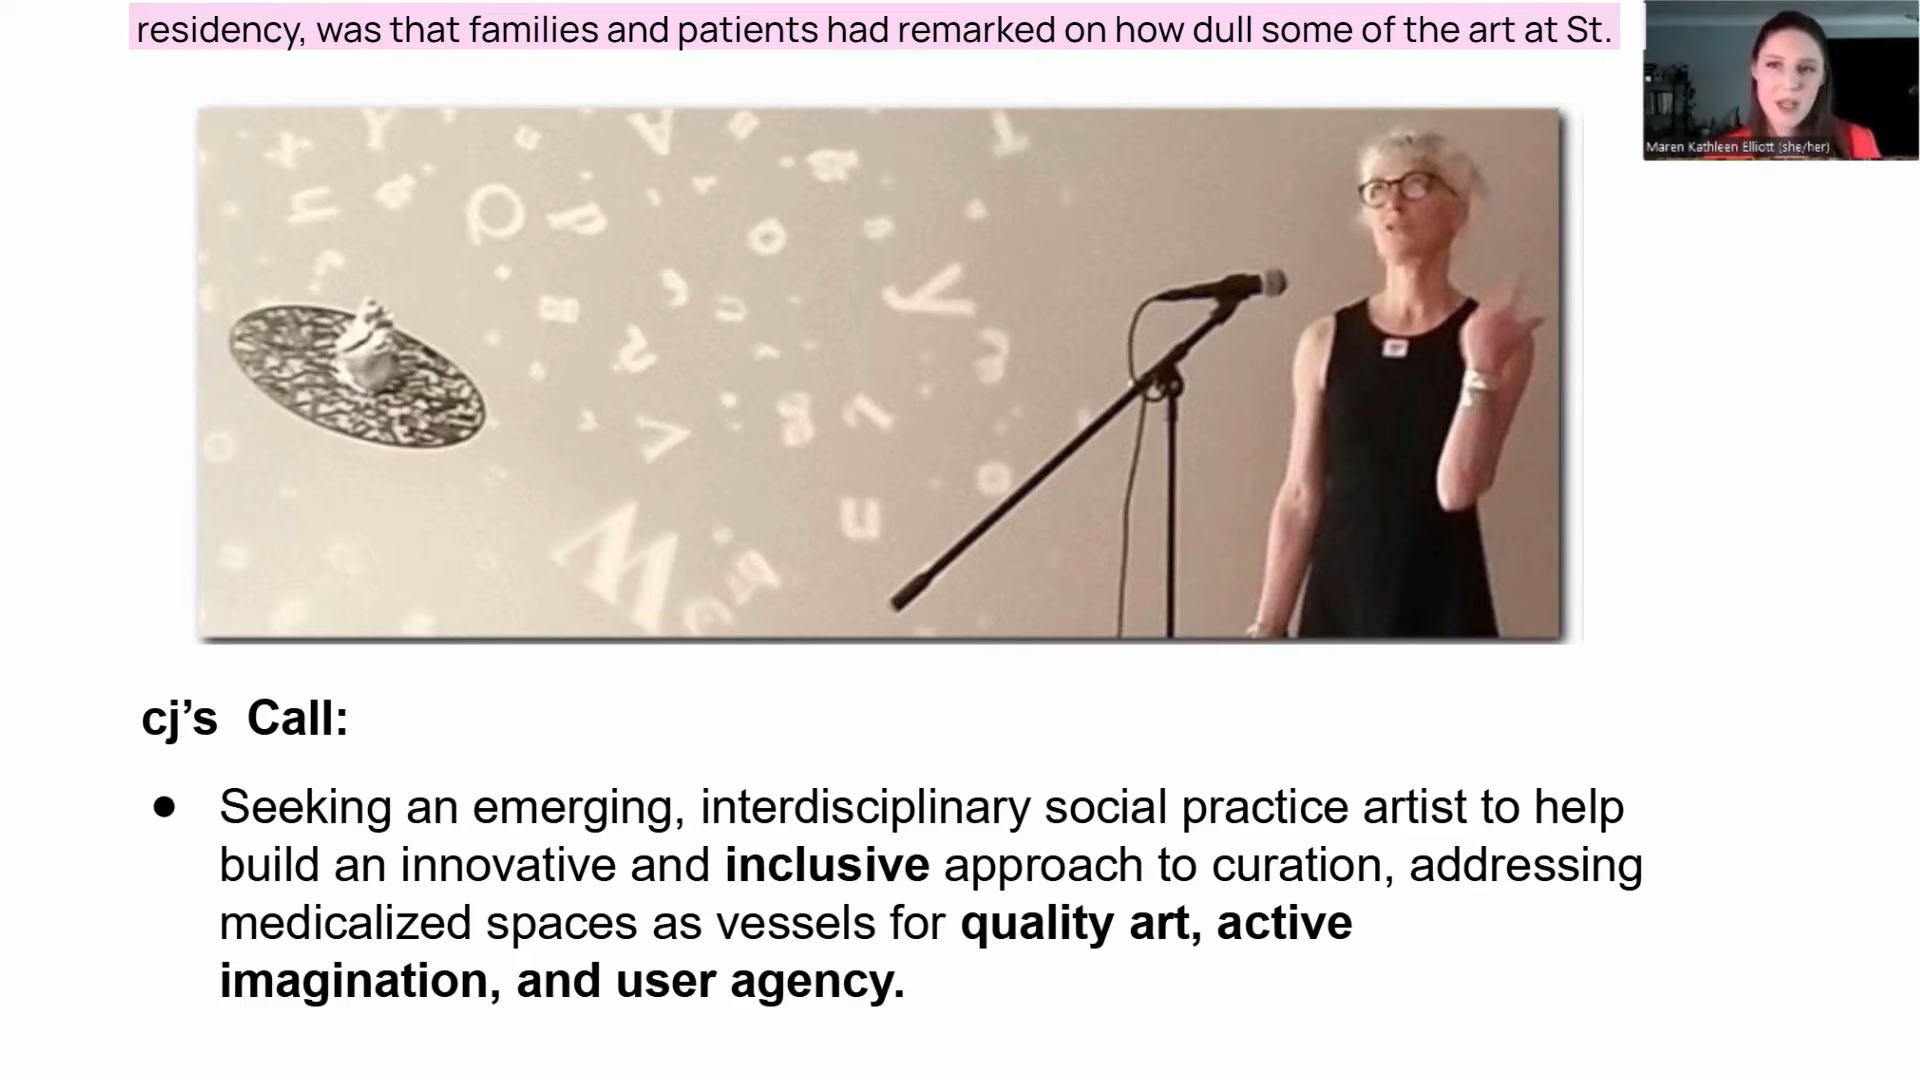 residency, was that families and patients had remarked on how dull some of the art at St.
Maren Kathleen Elliott (she/her)
cj’s Call:
● Seeking an emerging, interdisciplinary social practice artist to help
build an innovative and inclusive approach to curation, addressing
medicalized spaces as vessels for quality art, active
imagination, and user agency.